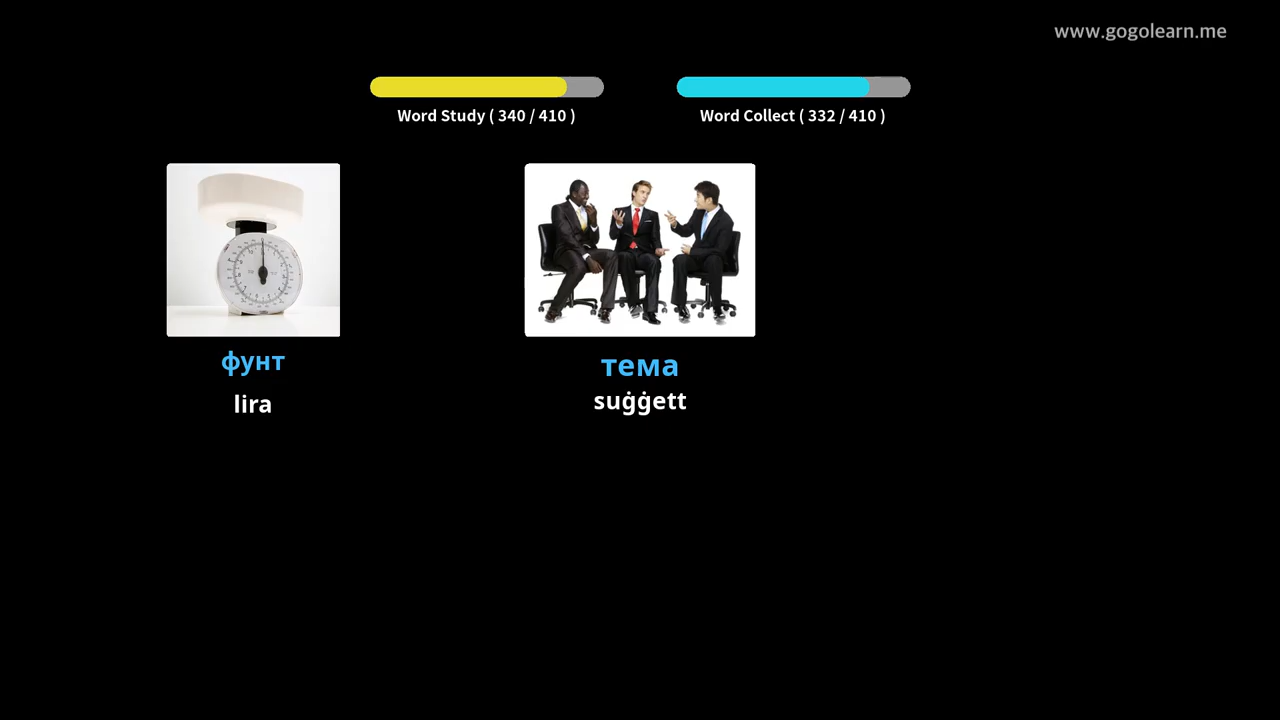 www.gogolearn.me
Word Study ( 340 / 410 )
Word Collect ( 332 / 410 )
фунт
lira
тема
suġġett